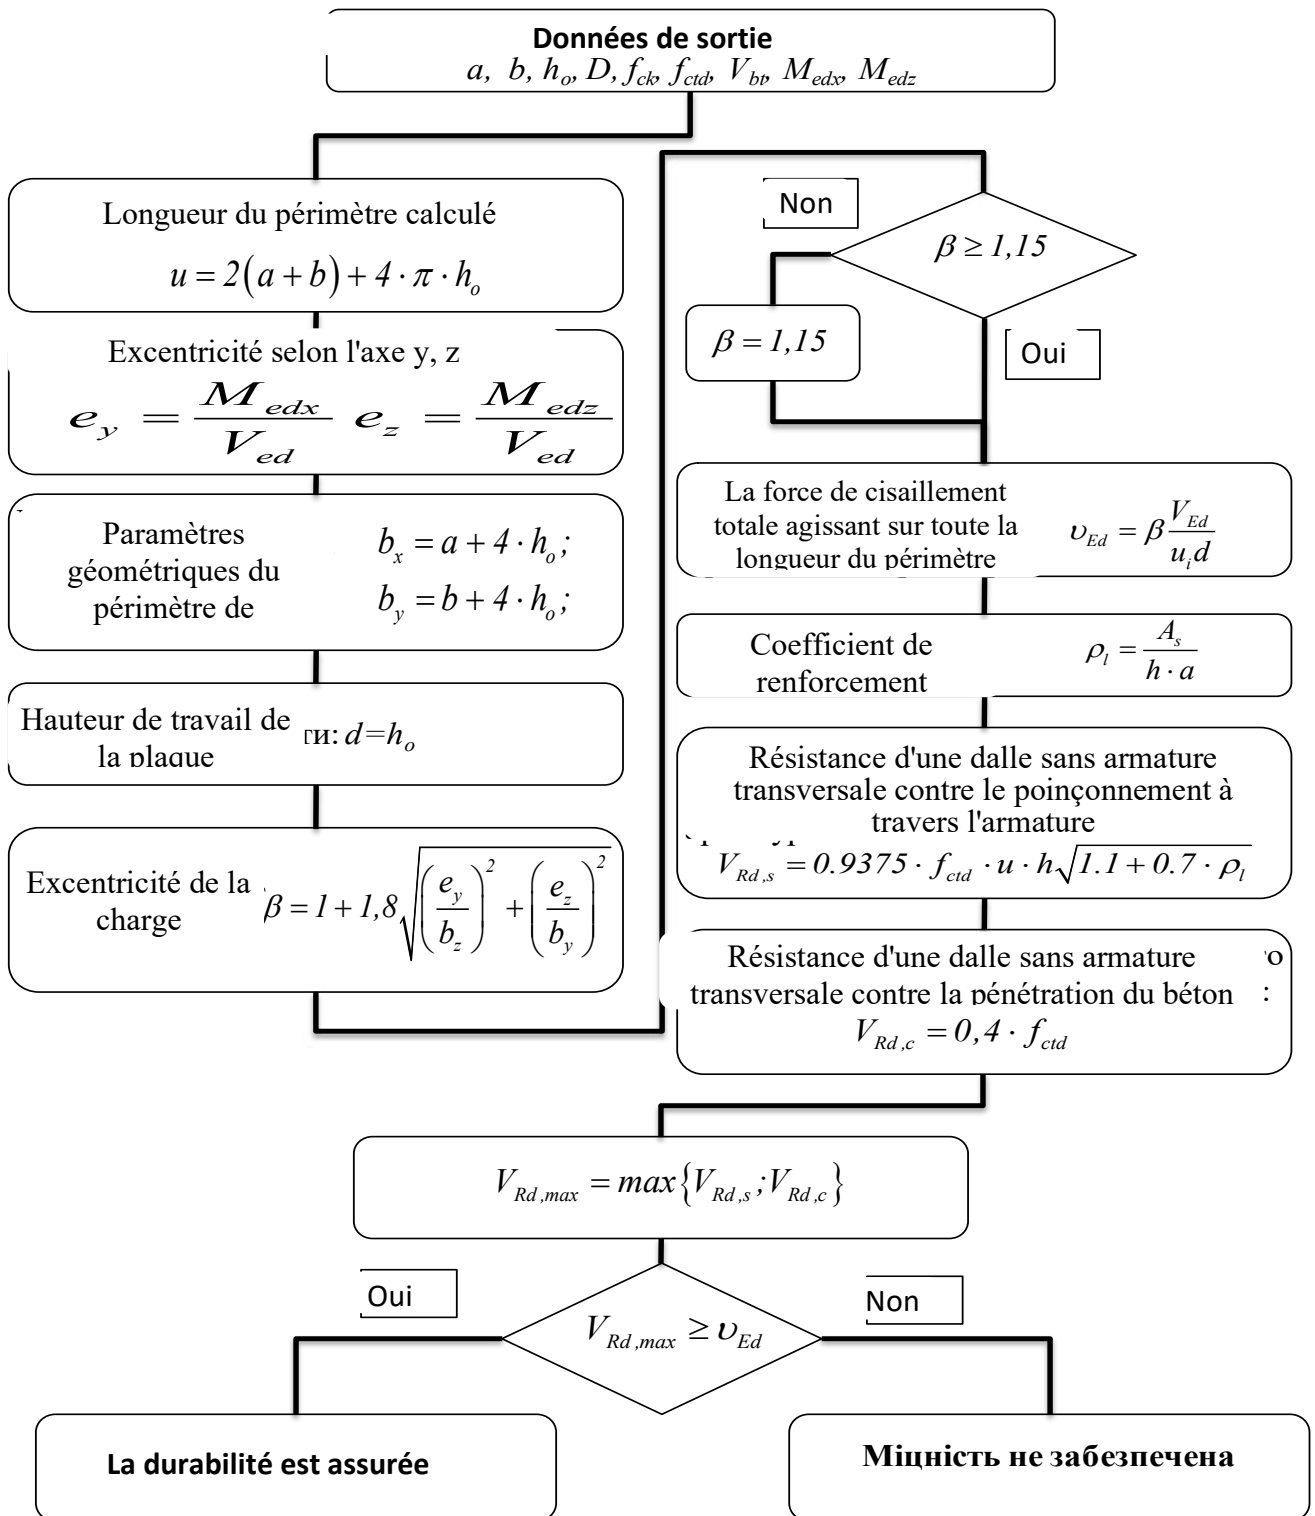 Données de sortie
a, b, h_o, D, f_ck, f_ctd, V_bt, M_edx, M_edz
Longueur du périmètre calculé
u = 2(a + b) + 4 · π · h_o
Excentricité selon l'axe y, z
e_y = M_edx / V_ed e_z = M_edz / V_ed
Paramètres
géométriques du
périmètre de
b_x = a + 4 · h_o;
b_y = b + 4 · h_o;
Hauteur de travail de
la plaque
ти: d=h_o
Excentricité de la
charge
β = 1 + 1,8√((e_y / b_z)² + (e_z / b_y)²)
Non
β ≥ 1,15
β = 1,15
Oui
La force de cisaillement
totale agissant sur toute la
longueur du périmètre
υ_Ed = β V_Ed / u_i d
Coefficient de
renforcement
ρ_l = A_s / h · a
Résistance d'une dalle sans armature
transversale contre le poinçonnement à
travers l'armature
V_Rd,s = 0.9375 · f_ctd · u · h√(1.1 + 0.7 · ρ_l)
Résistance d'une dalle sans armature
transversale contre la pénétration du béton :
V_Rd,c = 0,4 · f_ctd
V_Rd,max = max{V_Rd,s ; V_Rd,c}
Oui
Non
V_Rd,max ≥ υ_Ed
La durabilité est assurée
Міцність не забезпечена